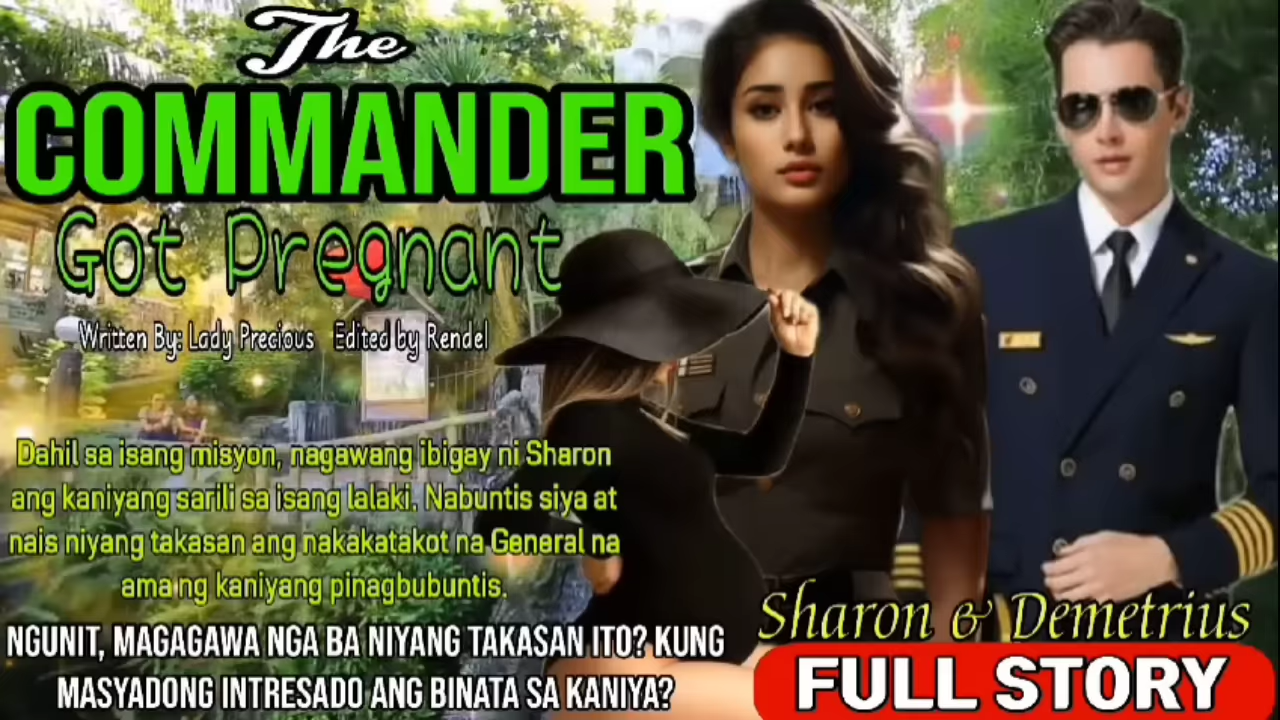 The
COMMANDER
Got Pregnant
Written By: Lady Precious Edited by Rendel
Dahil sa isang misyon, nagawang ibigay ni Sharon
ang kaniyang sarili sa isang lalaki. Nabuntis siya at
nais niyang takasan ang nakakatakot na General na
ama ng kaniyang pinagbubuntis.
NGUNIT, MAGAGAWA NGA BA NIYANG TAKASAN ITO? KUNG
MASYADONG INTRESADO ANG BINATA SA KANIYA?
Sharon & Demetrius
FULL STORY